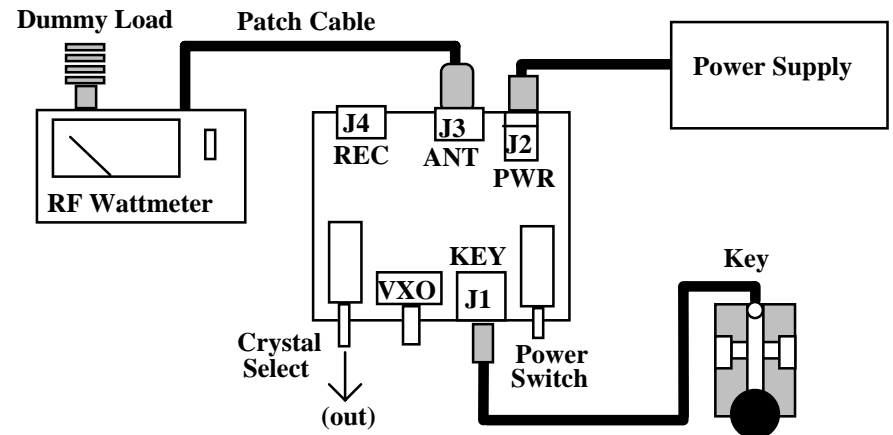 Dummy Load
Patch Cable
Power Supply
J4
J3
J2
REC
ANT
PWR
RF Wattmeter
KEY
Key
VXO
J1
Crystal
Select
Power
Switch
(out)